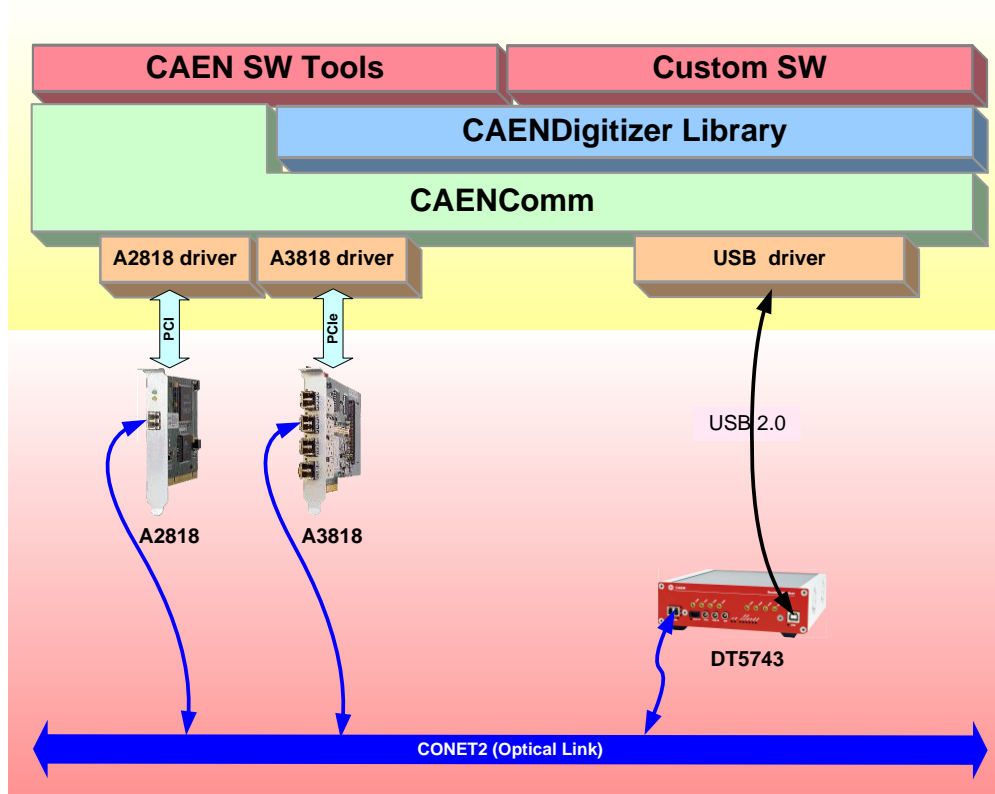 CAEN SW Tools
Custom SW
CAENDigitizer Library
CAENComm
A2818 driver
A3818 driver
USB driver
PCI
PCIe
USB 2.0
A2818
A3818
DT5743
CONET2 (Optical Link)